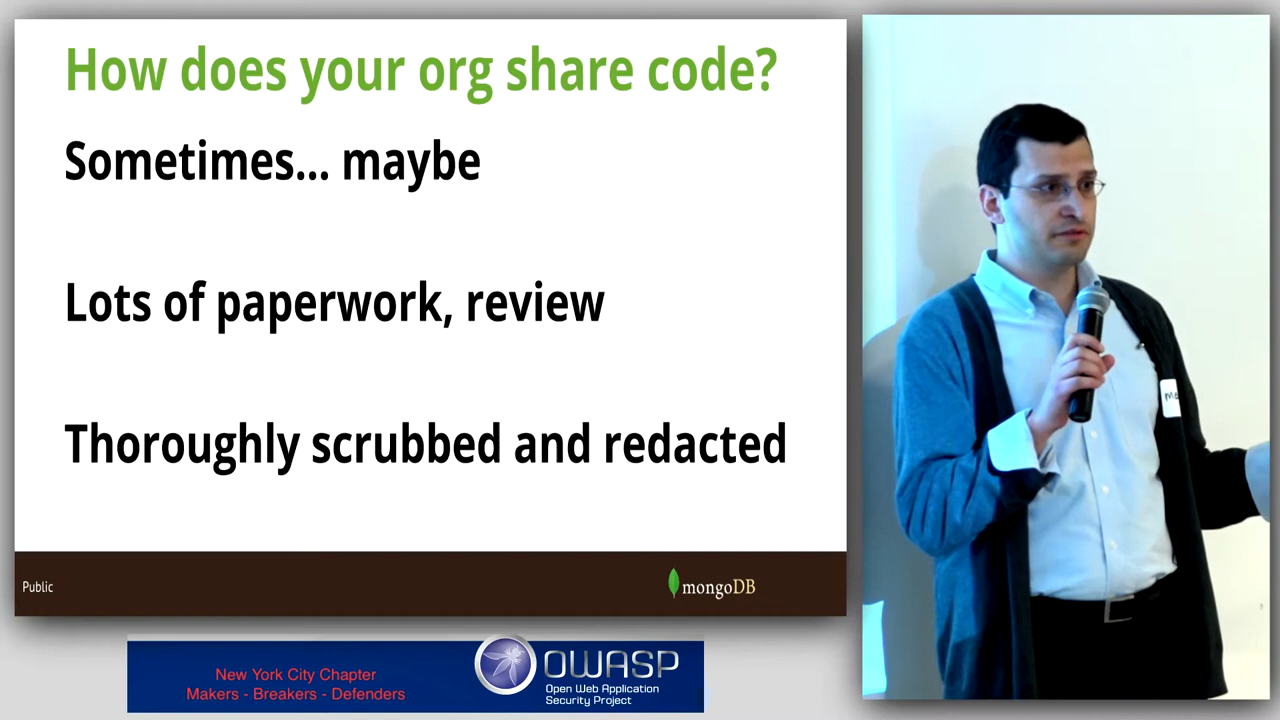 How does your org share code?
Sometimes... maybe
Lots of paperwork, review
Thoroughly scrubbed and redacted
Public
mongoDB
New York City Chapter
Makers - Breakers - Defenders
OWASP
Open Web Application
Security Project